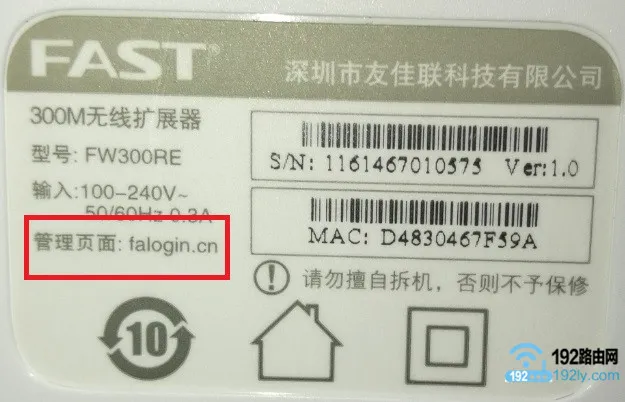 FAST®
深圳市友佳联科技有限公司
300M无线扩展器
型号: FW300RE
输入:100-240V~
50/60Hz 0.3A
管理页面: falogin.cn
S/N: 1161467010575 Ver:1.0
MAC: D4830467F59A
请勿擅自拆机，否则不予保修
10
192路由网
192ly.com